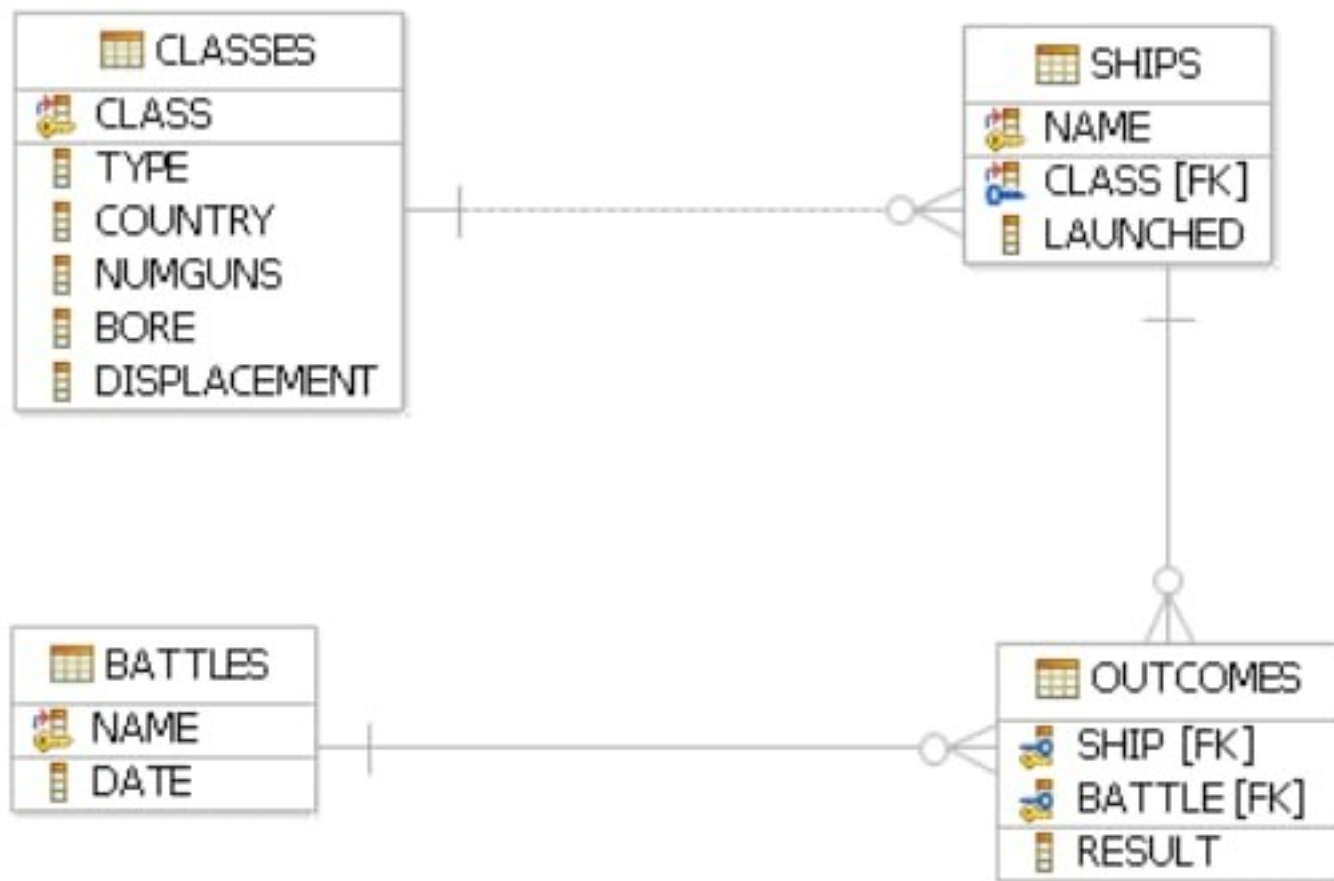 CLASSES
CLASS
TYPE
COUNTRY
NUMGUNS
BORE
DISPLACEMENT
SHIPS
NAME
CLASS [FK]
LAUNCHED
BATTLES
NAME
DATE
OUTCOMES
SHIP [FK]
BATTLE [FK]
RESULT